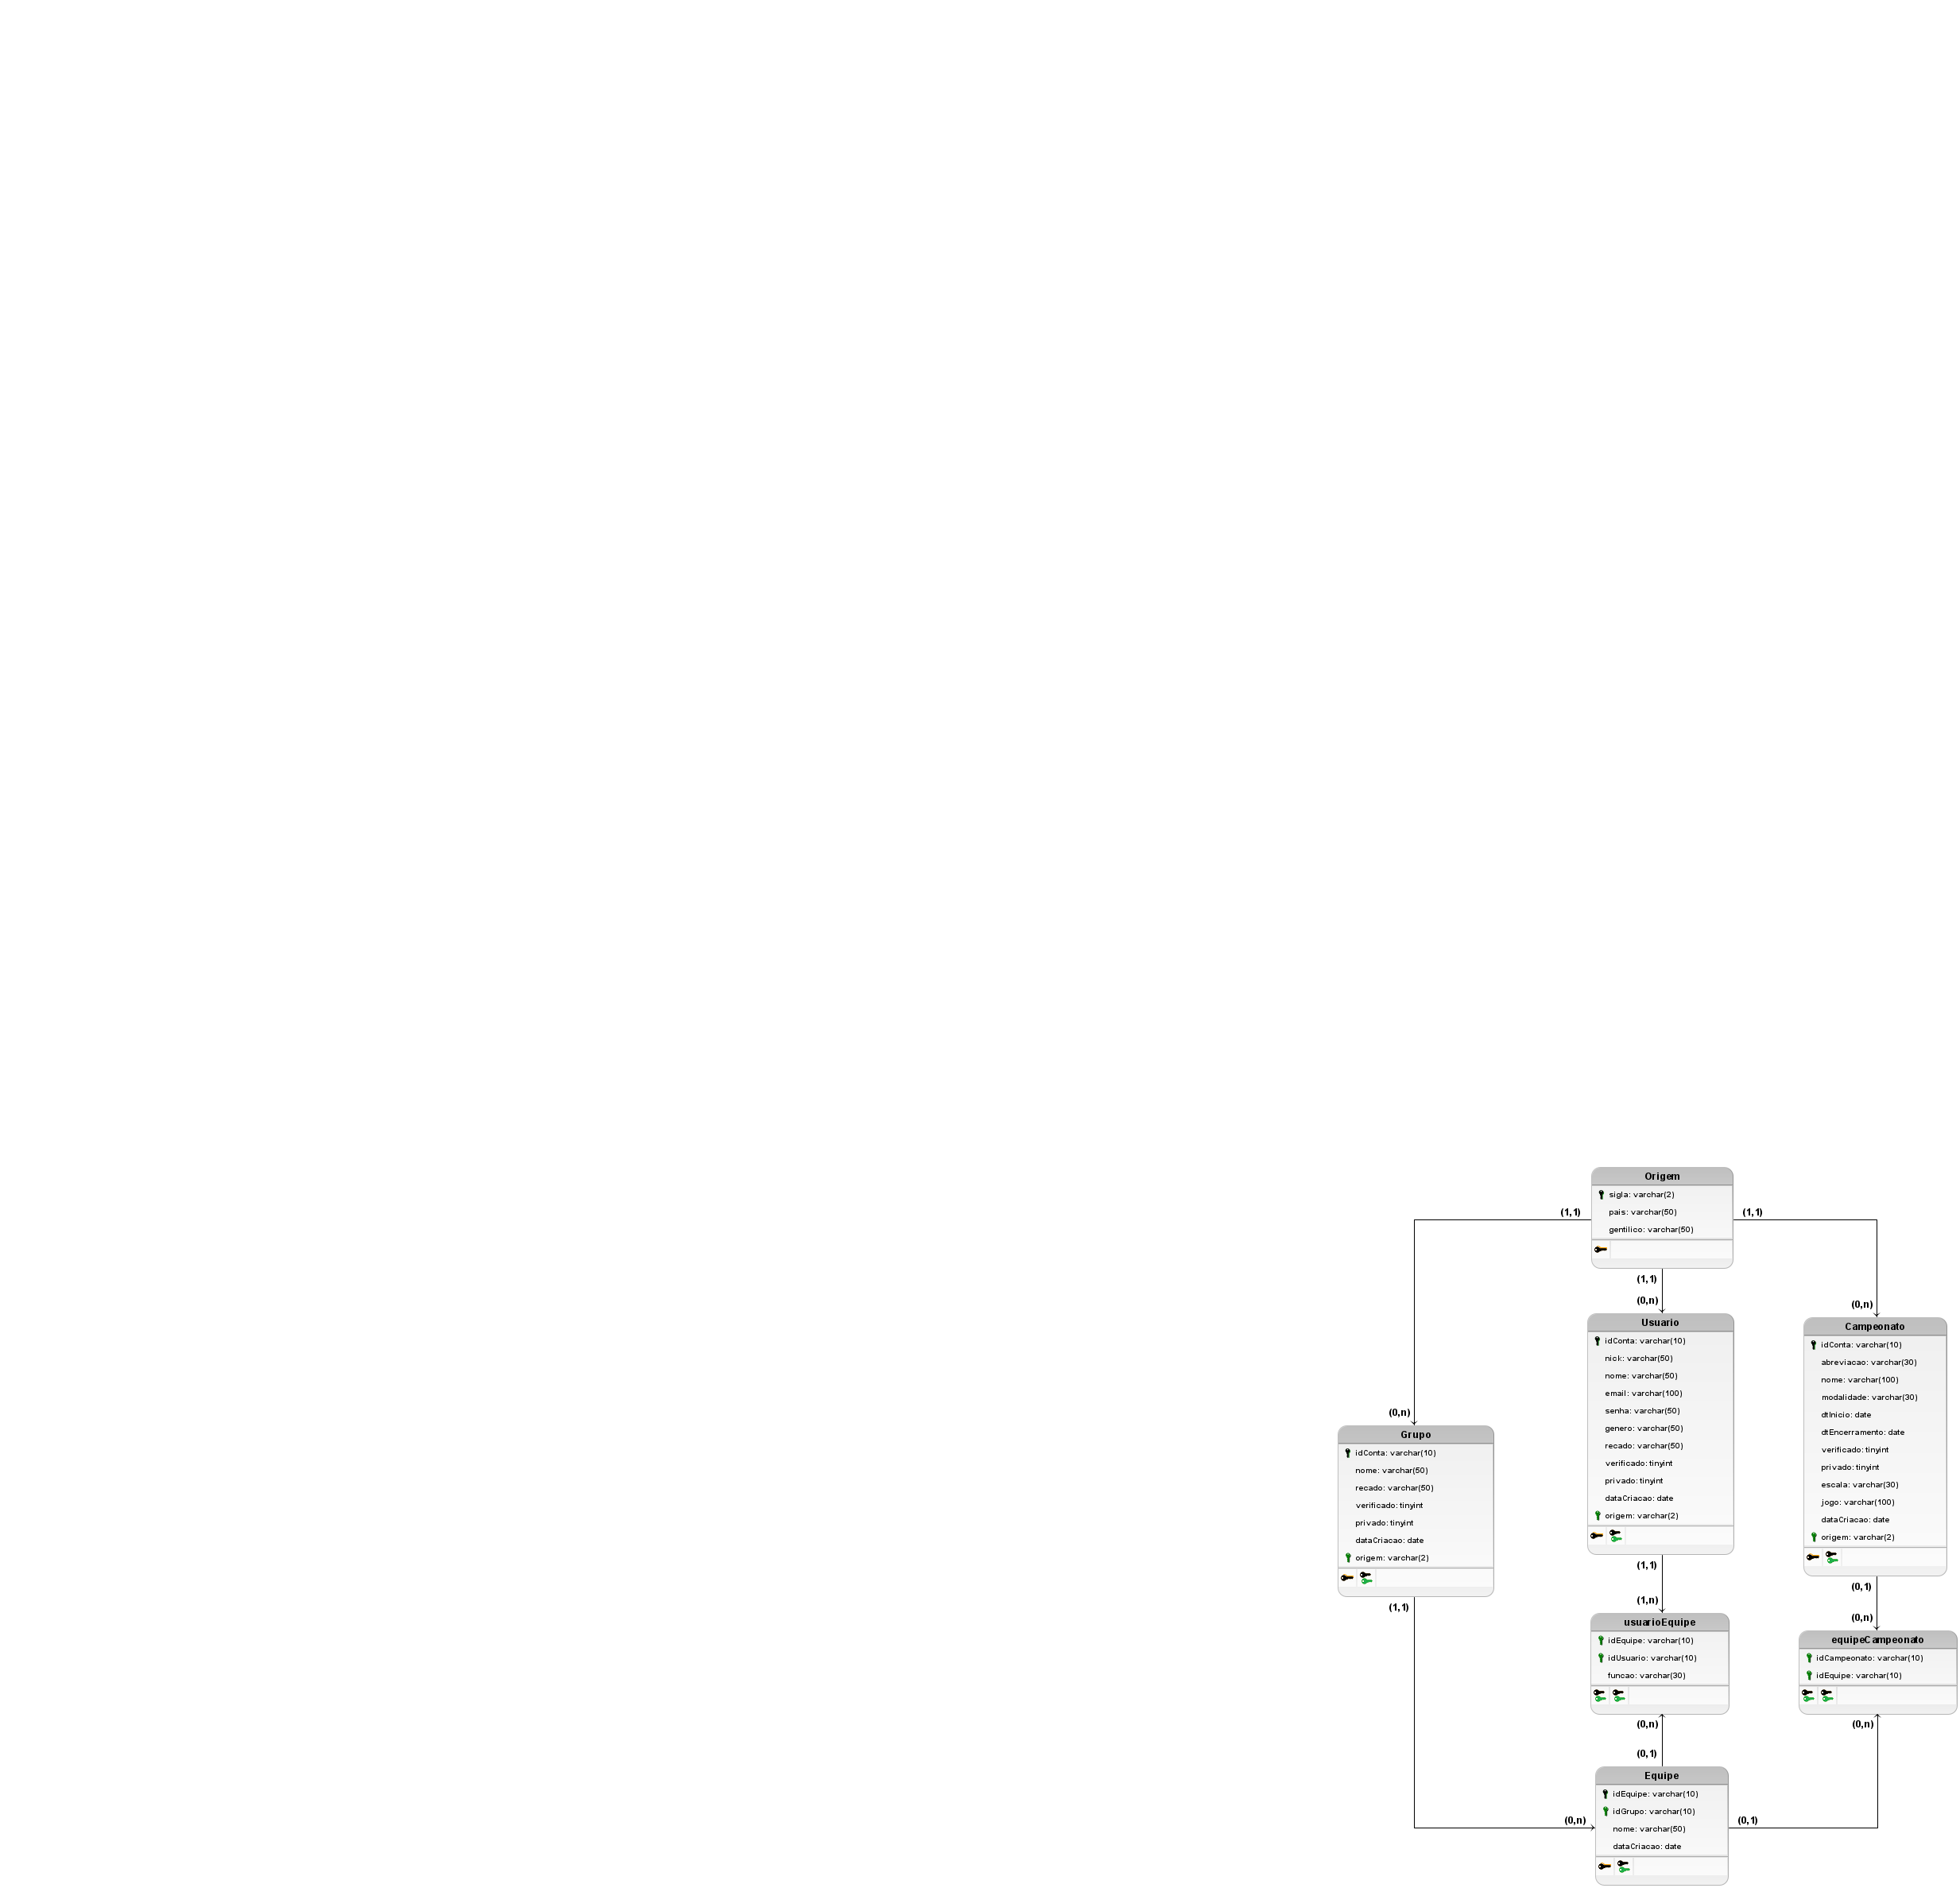 Origem
sigla: varchar(2)
pais: varchar(50)
gentilico: varchar(50)
(1,1)
(1,1)
(1,1)
(0,n)
(0,n)
(0,n)
Usuario
idConta: varchar(10)
nick: varchar(50)
nome: varchar(50)
email: varchar(100)
senha: varchar(50)
genero: varchar(50)
recado: varchar(50)
verificado: tinyint
privado: tinyint
dataCriacao: date
origem: varchar(2)
Campeonato
idConta: varchar(10)
abreviacao: varchar(30)
nome: varchar(100)
modalidade: varchar(30)
dtInicio: date
dtEncerramento: date
verificado: tinyint
privado: tinyint
escala: varchar(30)
jogo: varchar(100)
dataCriacao: date
origem: varchar(2)
Grupo
idConta: varchar(10)
nome: varchar(50)
recado: varchar(50)
verificado: tinyint
privado: tinyint
dataCriacao: date
origem: varchar(2)
(1,1)
(1,1)
(1,n)
(0,1)
(0,n)
usuarioEquipe
idEquipe: varchar(10)
idUsuario: varchar(10)
funcao: varchar(30)
equipeCampeonato
idCampeonato: varchar(10)
idEquipe: varchar(10)
(0,n)
(0,1)
(0,n)
Equipe
idEquipe: varchar(10)
idGrupo: varchar(10)
nome: varchar(50)
dataCriacao: date
(0,n)
(0,1)